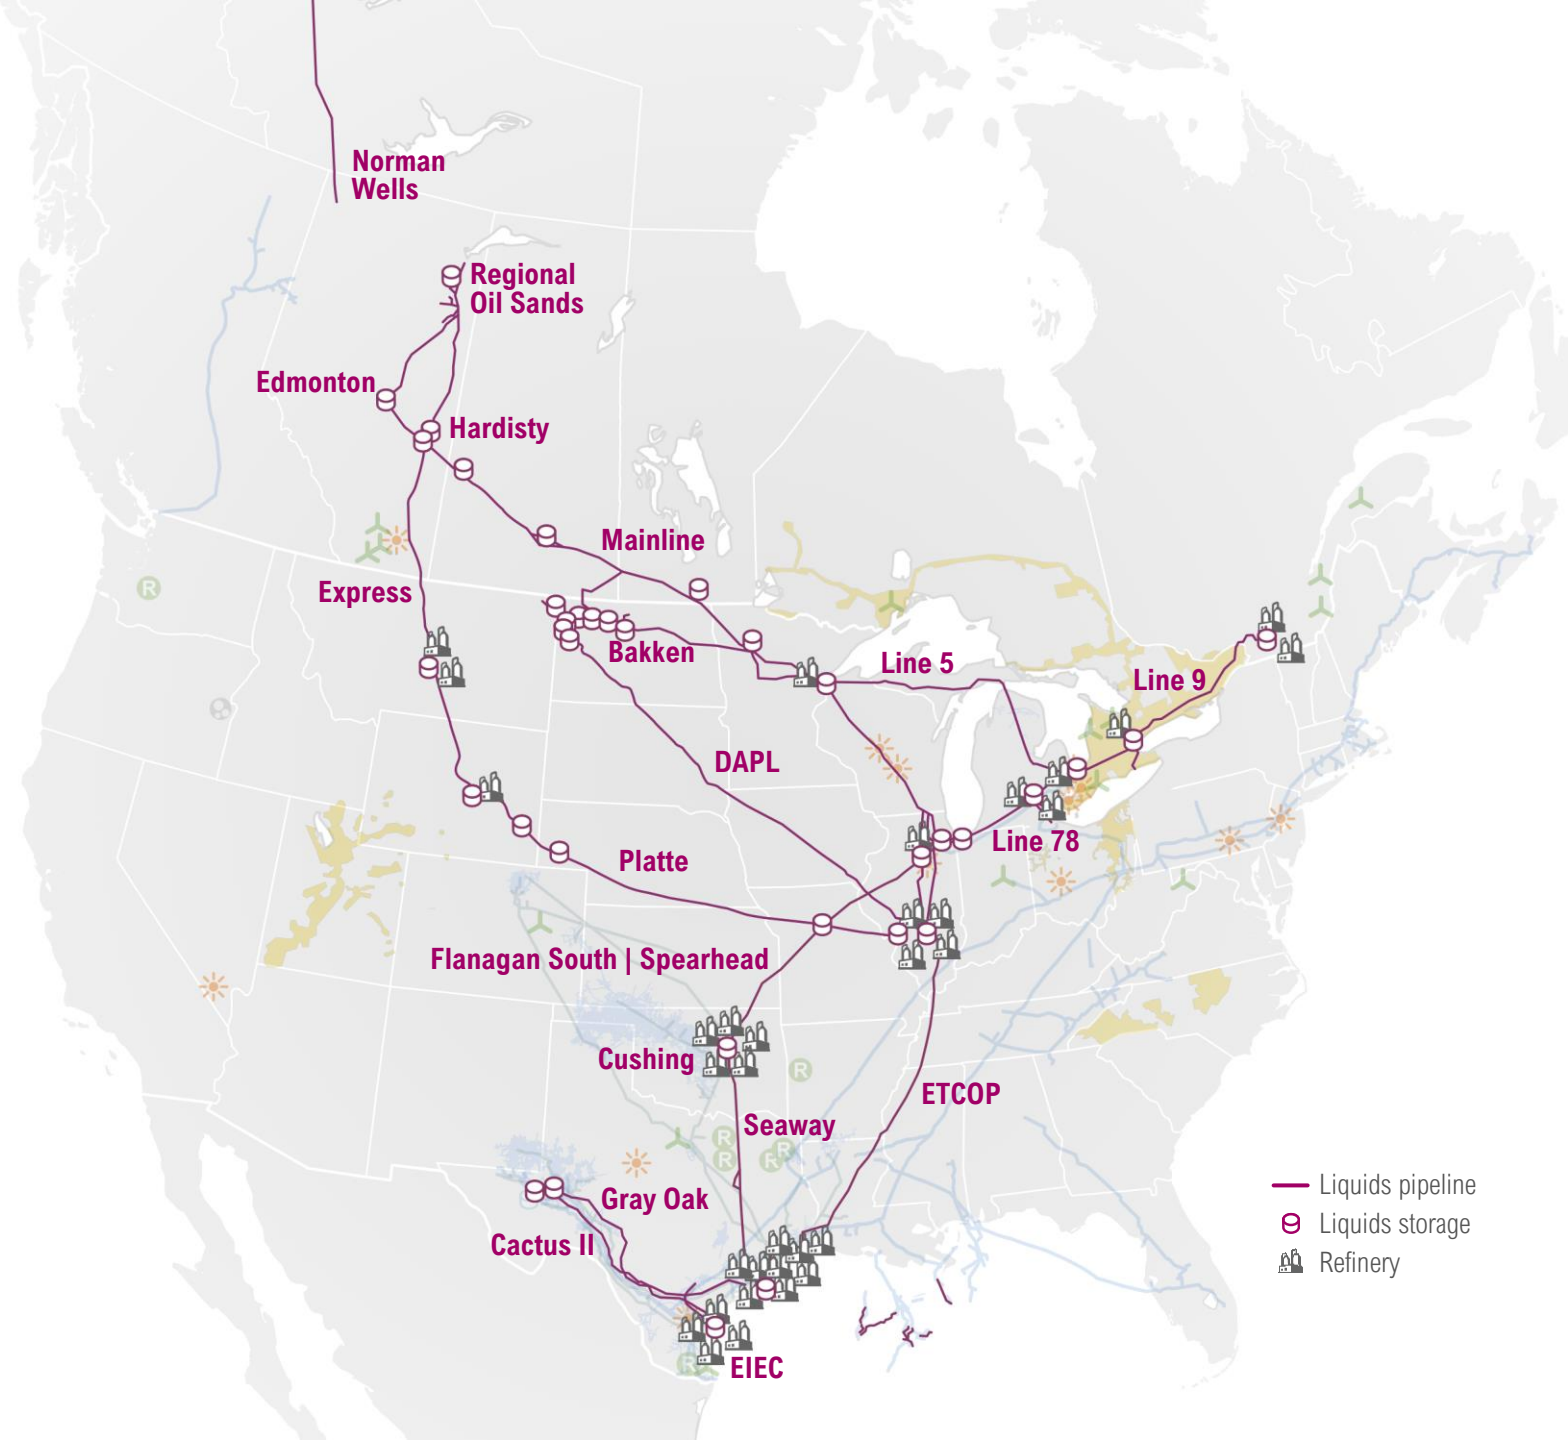 Norman
Wells
Regional
Oil Sands
Edmonton
Hardisty
Mainline
Express
R
Bakken
Line 5
Line 9
DAPL
Line 78
Platte
Flanagan South | Spearhead
Cushing
R
ETCOP
Seaway
R
R
R
R
Gray Oak
Cactus II
Liquids pipeline
Liquids storage
Refinery
R
EIEC